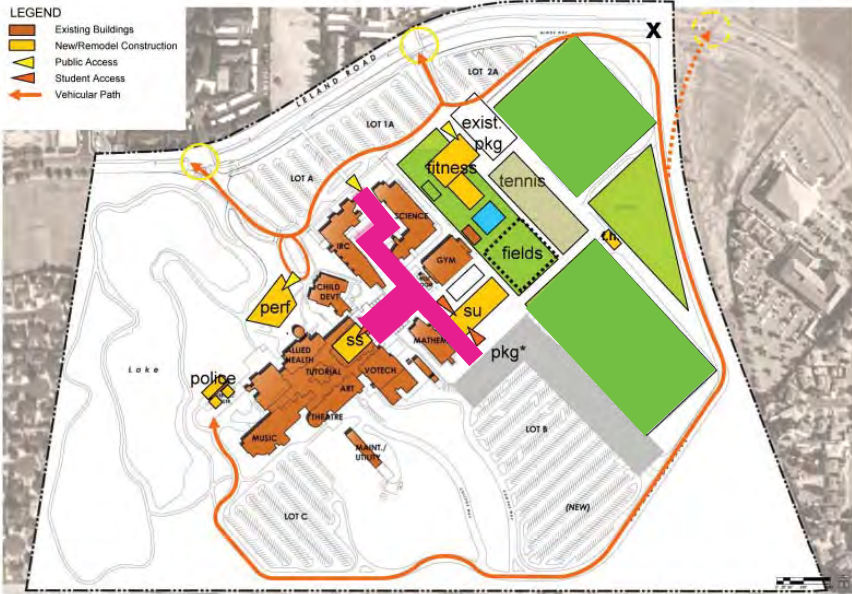 LEGEND
Existing Buildings
New/Remodel Construction
Public Access
Student Access
Vehicular Path
X
LELAND ROAD
LOT 2A
LOT 1A
exist.
pkg
fitness
LOT A
tennis
SCIENCE
IRC
fields
GYM
CHILD
DEVT
perf
su
ss
MATHEM
ALLIED
HEALTH
pkg*
Lake
TUTORIAL
VOTECH
police
ART
THEATRE
LOT B
MUSIC
MAINT./
UTILITY
(NEW)
LOT C